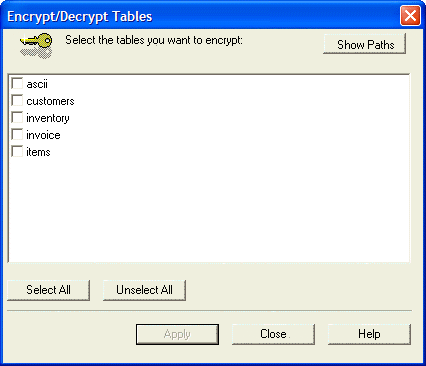 Encrypt/Decrypt Tables
Select the tables you want to encrypt:
Show Paths
ascii
customers
inventory
invoice
items
Select All
Unselect All
Apply
Close
Help